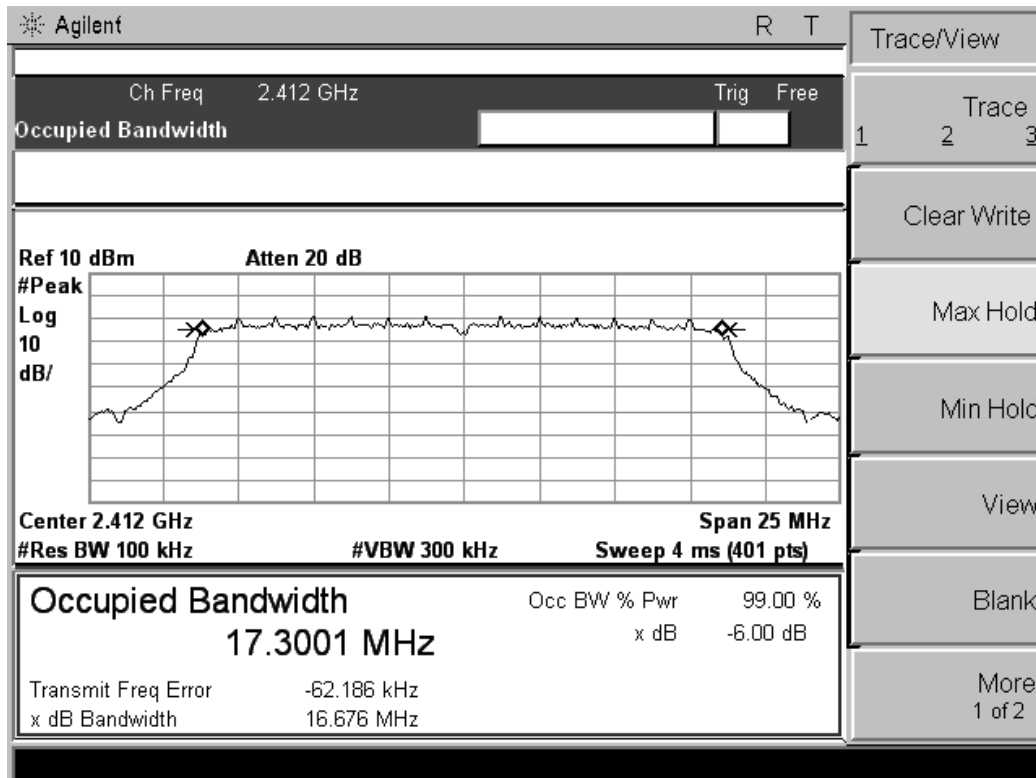 Agilent
R T
Trace/View
Ch Freq 2.412 GHz
Trig Free
Occupied Bandwidth
Trace
1 2 3
Clear Write
Max Hold
Min Hold
View
Blank
More
1 of 2
Ref 10 dBm
Atten 20 dB
#Peak
Log
10
dB/
Center 2.412 GHz
Span 25 MHz
#Res BW 100 kHz
#VBW 300 kHz
Sweep 4 ms (401 pts)
Occupied Bandwidth
17.3001 MHz
Occ BW % Pwr 99.00 %
x dB -6.00 dB
Transmit Freq Error -62.186 kHz
x dB Bandwidth 16.676 MHz